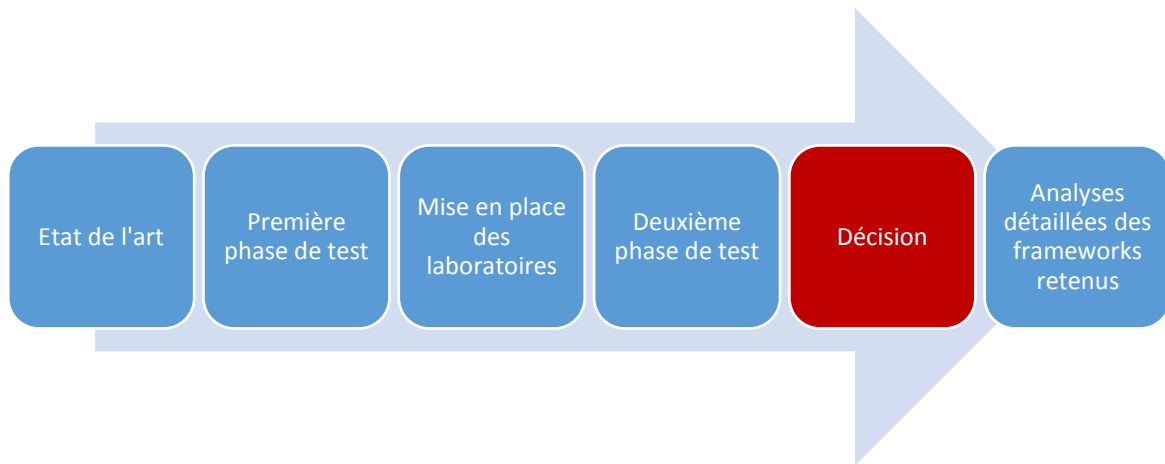 Etat de l'art
Première
phase de test
Mise en place
des
laboratoires
Deuxième
phase de test
Décision
Analyses
détaillées des
frameworks
retenus